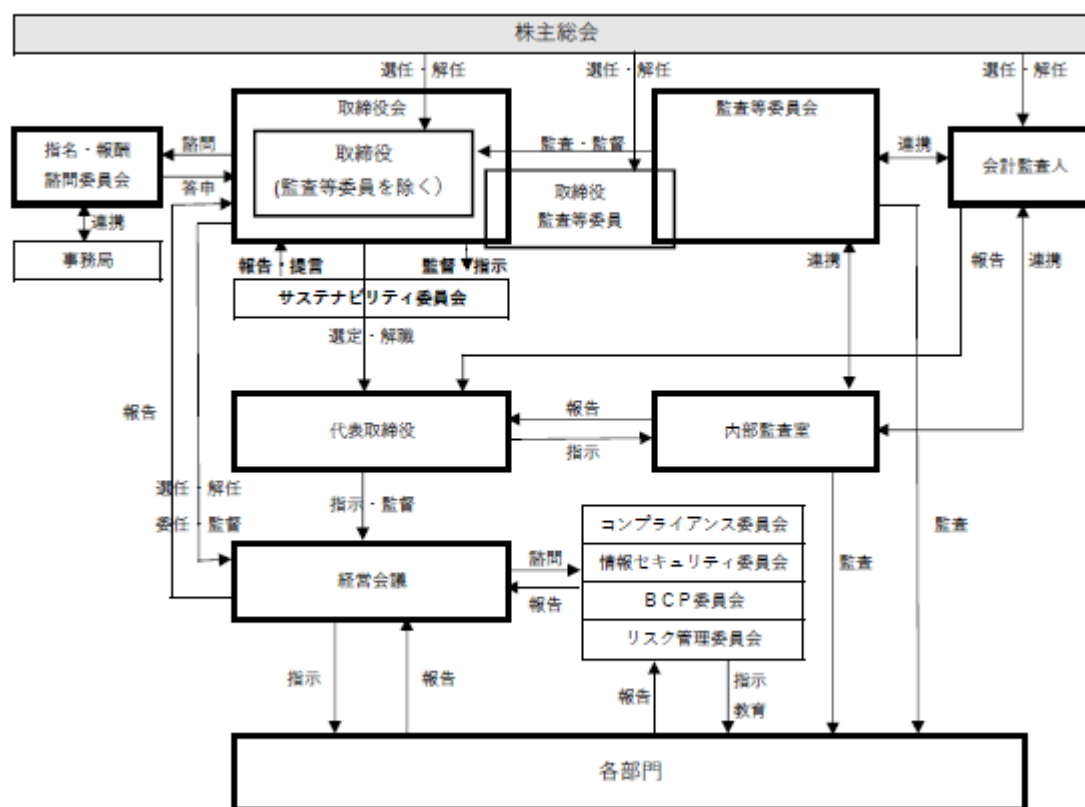 株主総会
選任・解任
選任・解任
選任・解任
取締役会
監査等委員会
指名・報酬
諮問委員会
諮問
答申
取締役
(監査等委員を除く)
監査・監督
取締役
監査等委員
連携
会計監査人
連携
事務局
報告・提言
監督・指示
サステナビリティ委員会
連携
報告
連携
選定・解職
代表取締役
報告
指示
内部監査室
報告
選任・解任
委任・監督
指示・監督
経営会議
諮問
報告
コンプライアンス委員会
情報セキュリティ委員会
BCP委員会
リスク管理委員会
監査
監査
指示
報告
報告
指示
教育
各部門